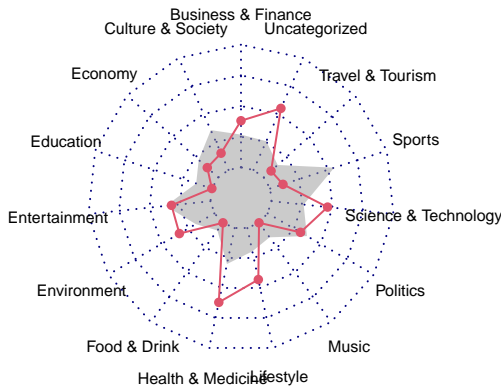 Business & Finance
Culture & Society
Uncategorized
Economy
Travel & Tourism
Education
Sports
Entertainment
Science & Technology
Environment
Politics
Food & Drink
Music
Health & Medicine
Lifestyle